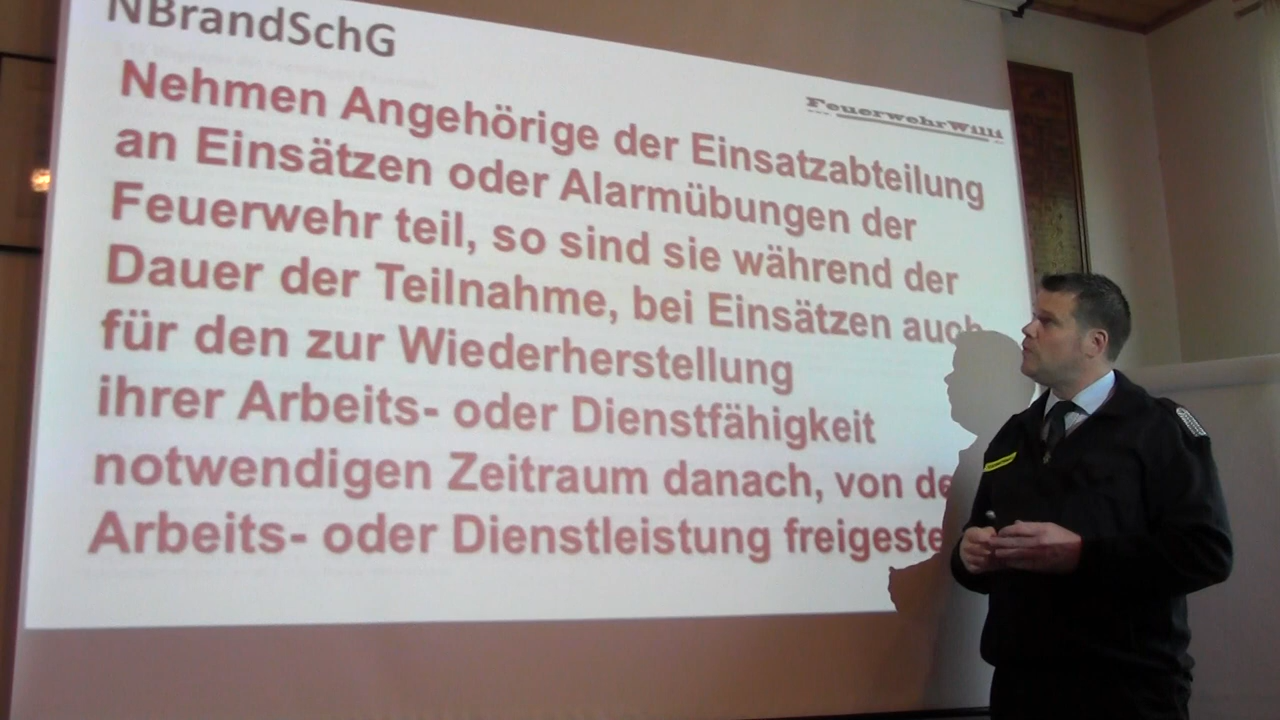 NBrandSchG
FeuerwehrWilli
Nehmen Angehörige der Einsatzabteilung
an Einsätzen oder Alarmübungen der
Feuerwehr teil, so sind sie während der
Dauer der Teilnahme, bei Einsätzen auch
für den zur Wiederherstellung
ihrer Arbeits- oder Dienstfähigkeit
notwendigen Zeitraum danach, von de
Arbeits- oder Dienstleistung freigeste